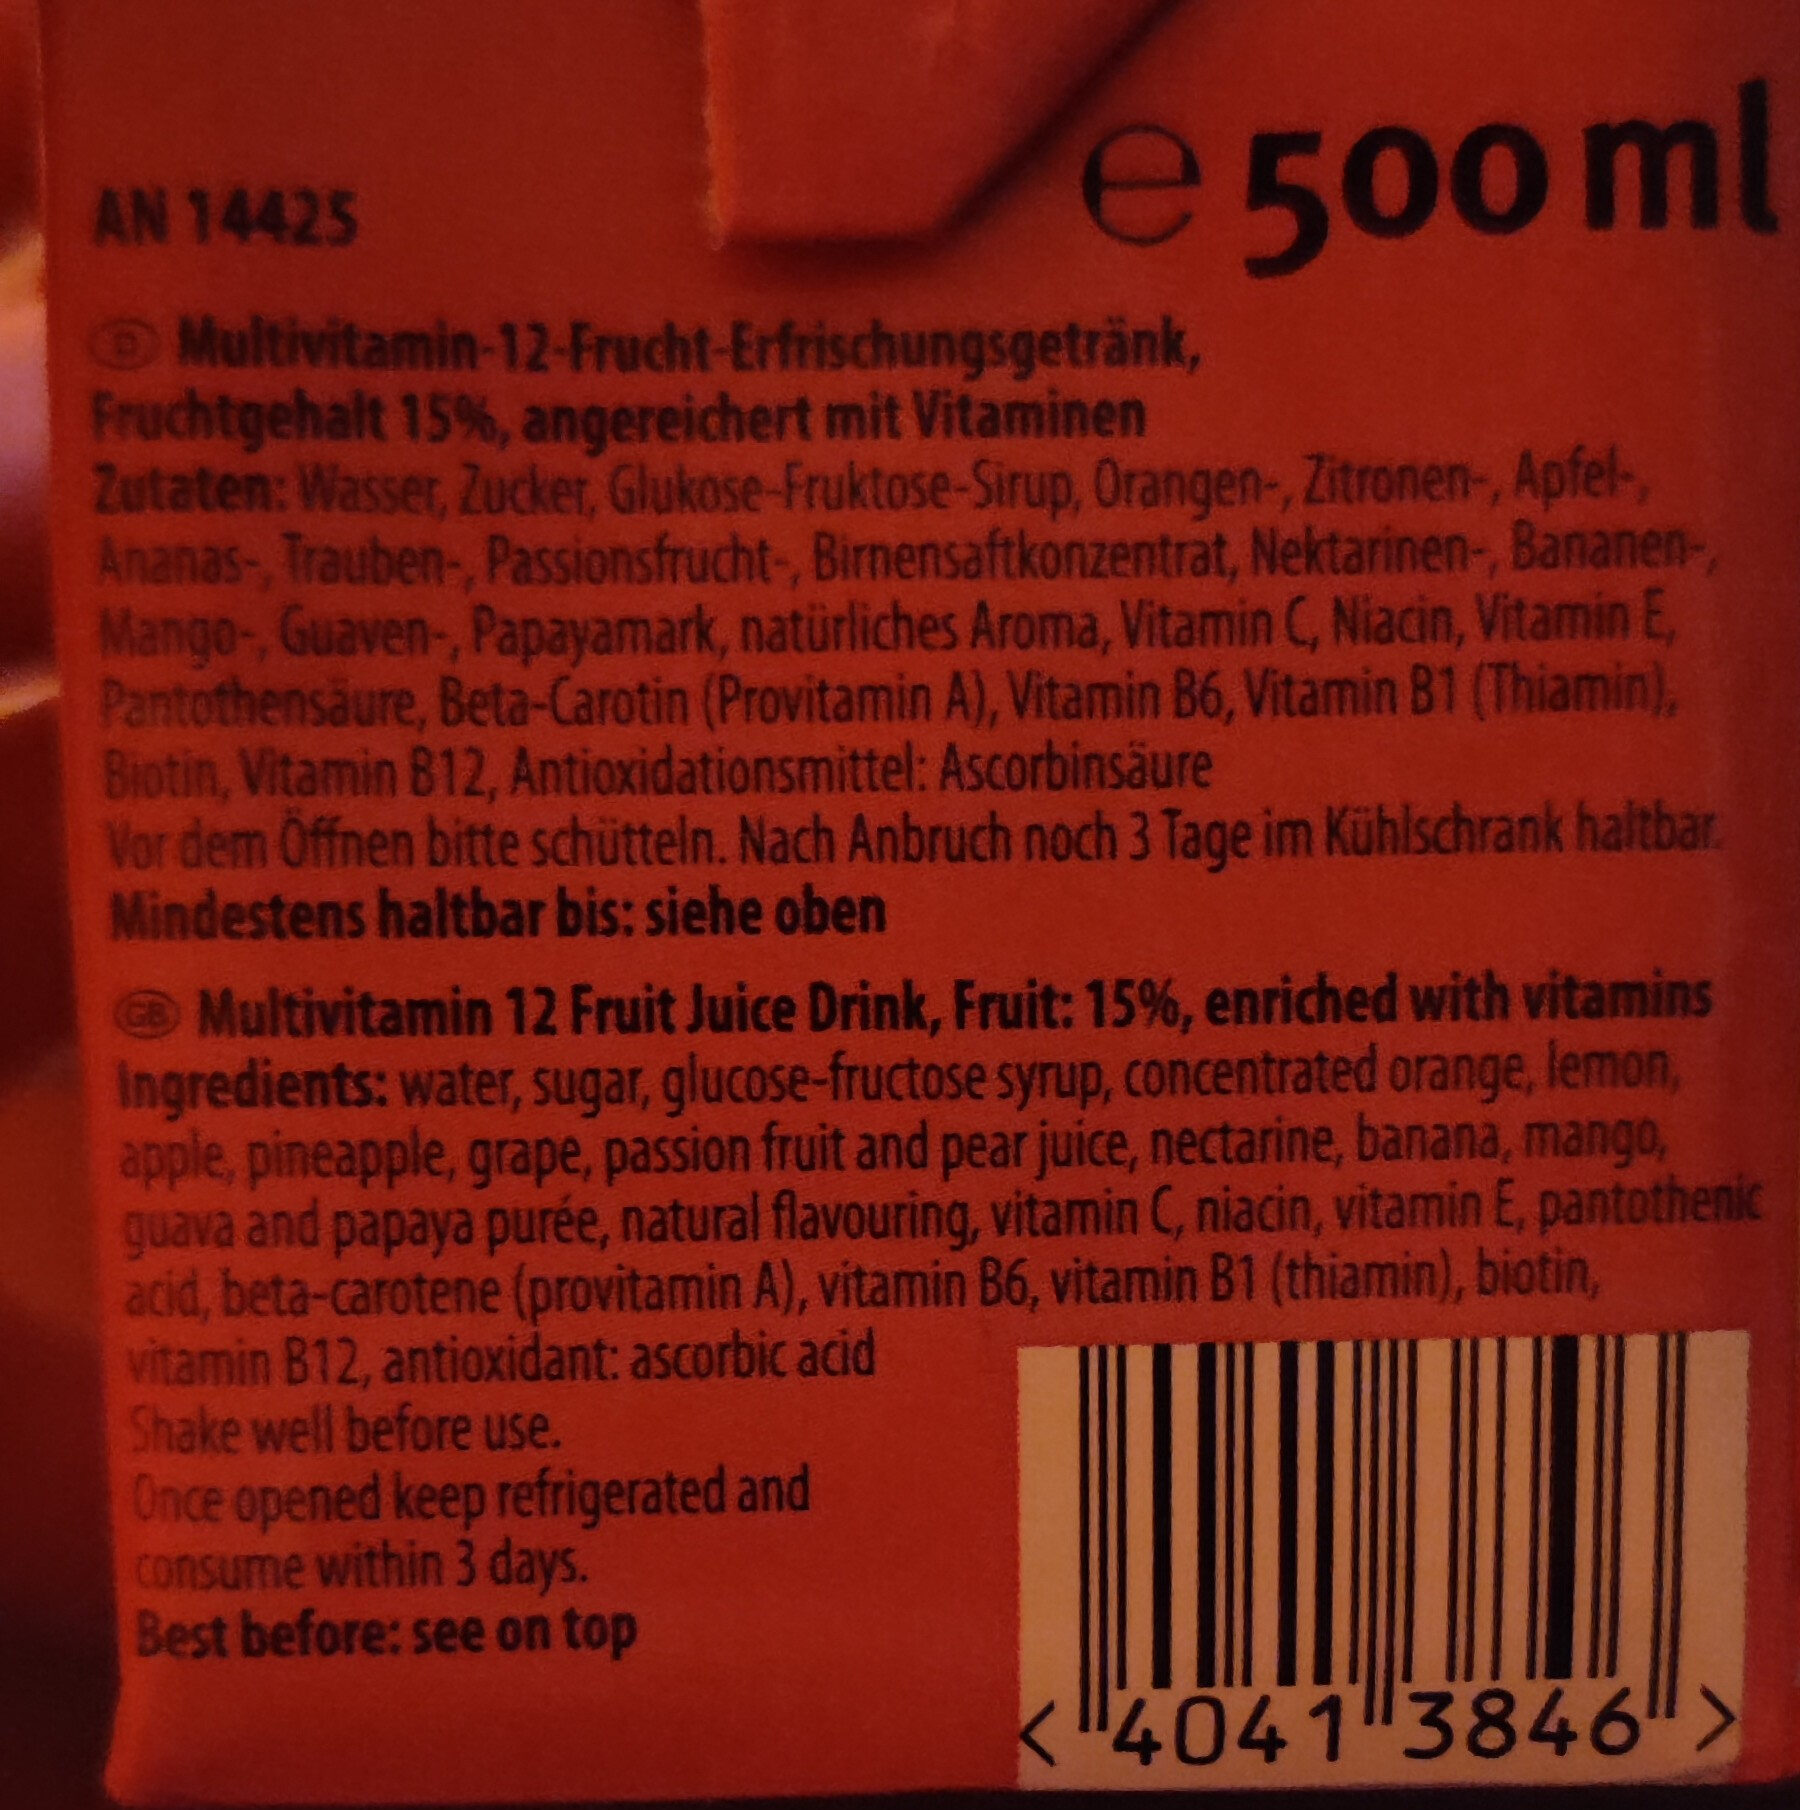 e 500 ml
AN 14425
D Multivitamin-12-Frucht-Erfrischungsgetränk,
Fruchtgehalt 15%, angereichert mit Vitaminen
Zutaten: Wasser, Zucker, Glukose-Fruktose-Sirup, Orangen-, Zitronen-, Apfel-,
Ananas-, Trauben-, Passionsfrucht-, Birnensaftkonzentrat, Nektarinen-, Bananen-,
Mango-, Guaven-, Papayamark, natürliches Aroma, Vitamin C, Niacin, Vitamin E,
Pantothensäure, Beta-Carotin (Provitamin A), Vitamin B6, Vitamin B1 (Thiamin),
Biotin, Vitamin B12, Antioxidationsmittel: Ascorbinsäure
Vor dem Öffnen bitte schütteln. Nach Anbruch noch 3 Tage im Kühlschrank haltbar.
Mindestens haltbar bis: siehe oben
GB Multivitamin 12 Fruit Juice Drink, Fruit: 15%, enriched with vitamins
Ingredients: water, sugar, glucose-fructose syrup, concentrated orange, lemon,
apple, pineapple, grape, passion fruit and pear juice, nectarine, banana, mango,
guava and papaya purée, natural flavouring, vitamin C, niacin, vitamin E, pantothenic
acid, beta-carotene (provitamin A), vitamin B6, vitamin B1 (thiamin), biotin,
vitamin B12, antioxidant: ascorbic acid
Shake well before use.
Once opened keep refrigerated and
consume within 3 days.
Best before: see on top
< 4041 3846 >